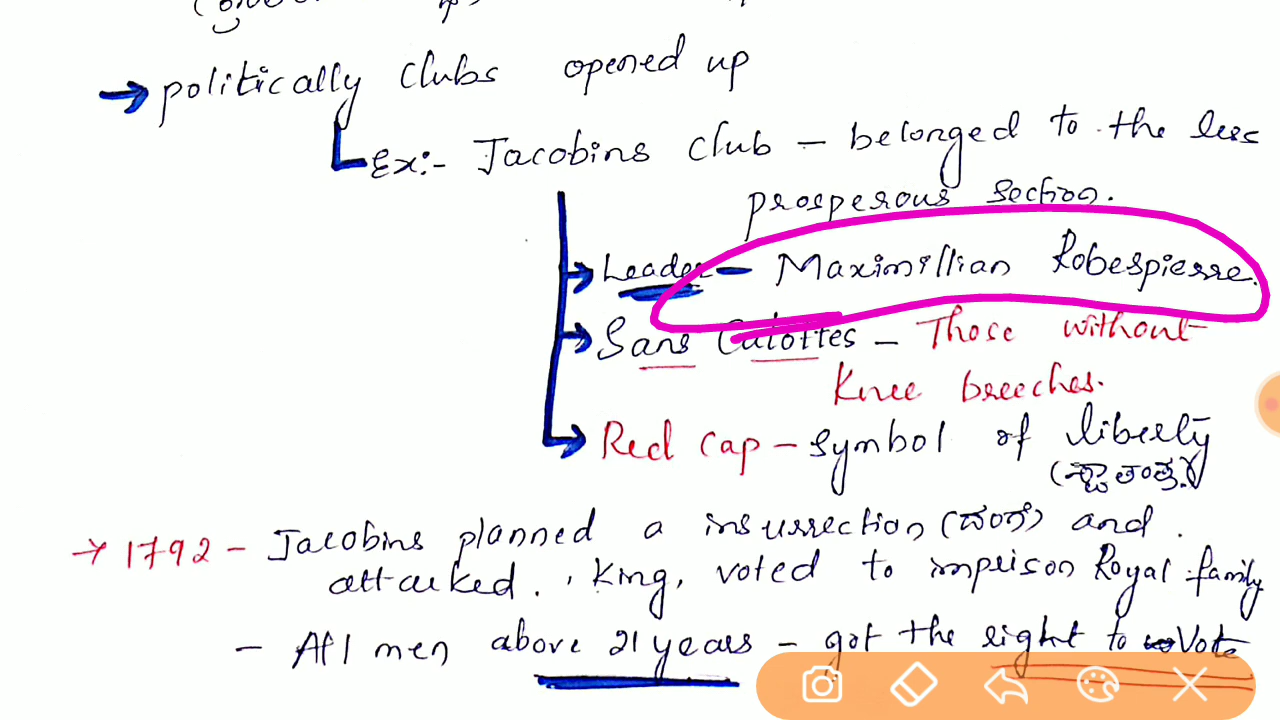 → politically clubs opened up
Ex:- Jacobins club – belonged to the less
prosperous section.
Leader – Maximillian Robespierre.
Sans Culottes – Those without
Knee breeches.
Red cap – symbol of liberty
(ಸ್ವಾತಂತ್ರ್ಯ)
→ 1792 – Jacobins planned a insurrection (ದಂಗೆ) and
attacked. King, voted to imprison Royal family
- All men above 21 years – got the right to Vote